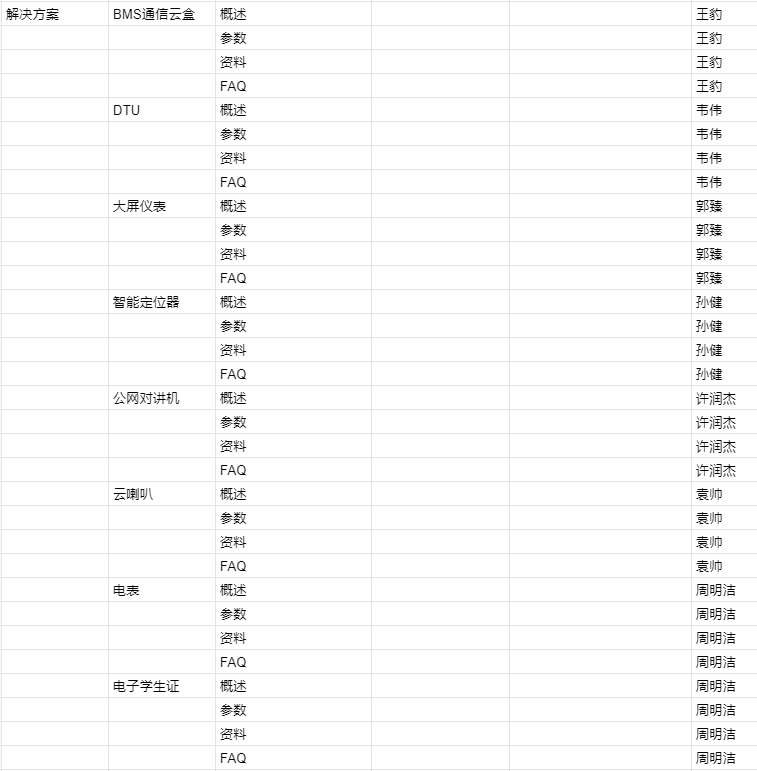 解决方案 BMS通信云盒 概述 王豹
参数 王豹
资料 王豹
FAQ 王豹
DTU 概述 韦伟
参数 韦伟
资料 韦伟
FAQ 韦伟
大屏仪表 概述 郭臻
参数 郭臻
资料 郭臻
FAQ 郭臻
智能定位器 概述 孙健
参数 孙健
资料 孙健
FAQ 孙健
公网对讲机 概述 许润杰
参数 许润杰
资料 许润杰
FAQ 许润杰
云喇叭 概述 袁帅
参数 袁帅
资料 袁帅
FAQ 袁帅
电表 概述 周明洁
参数 周明洁
资料 周明洁
FAQ 周明洁
电子学生证 概述 周明洁
参数 周明洁
资料 周明洁
FAQ 周明洁